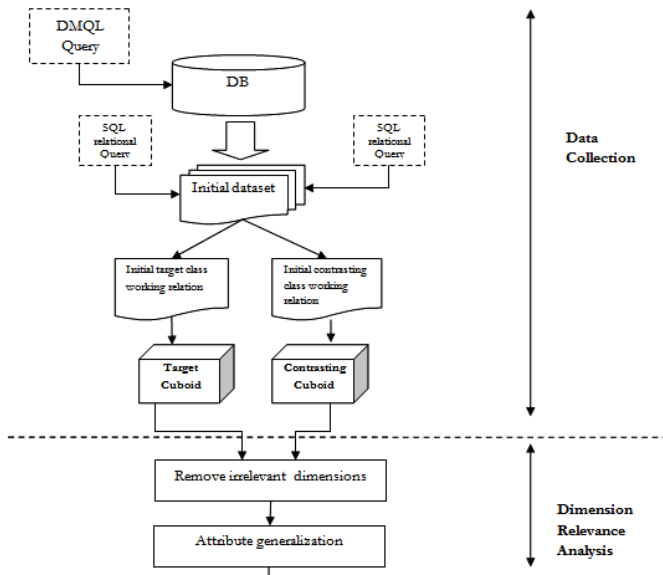 DMQL
Query
DB
SQL
relational
Query
SQL
relational
Query
Initial dataset
Data
Collection
Initial target class
working relation
Initial contrasting
class working
relation
Target
Cuboid
Contrasting
Cuboid
Remove irrelevant dimensions
Attribute generalization
Dimension
Relevance
Analysis